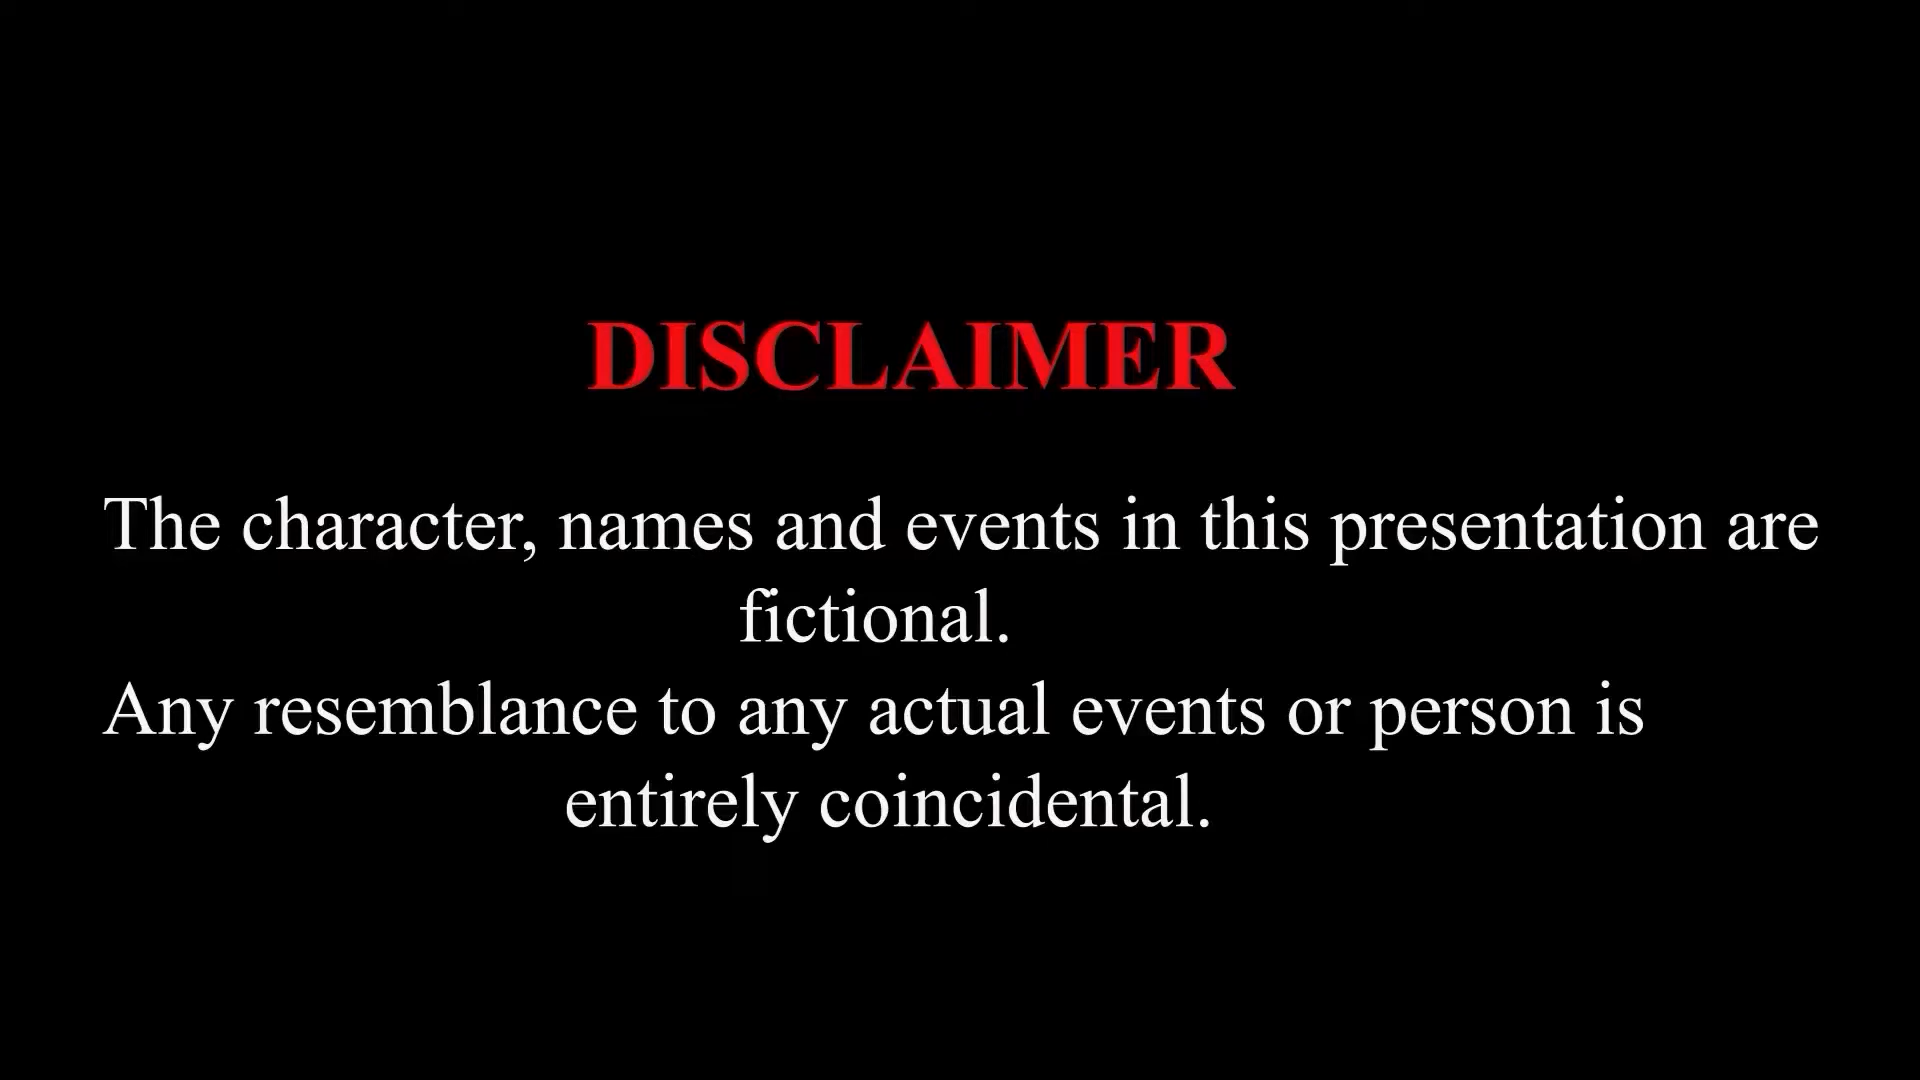 DISCLAIMER
The character, names and events in this presentation are
fictional.
Any resemblance to any actual events or person is
entirely coincidental.